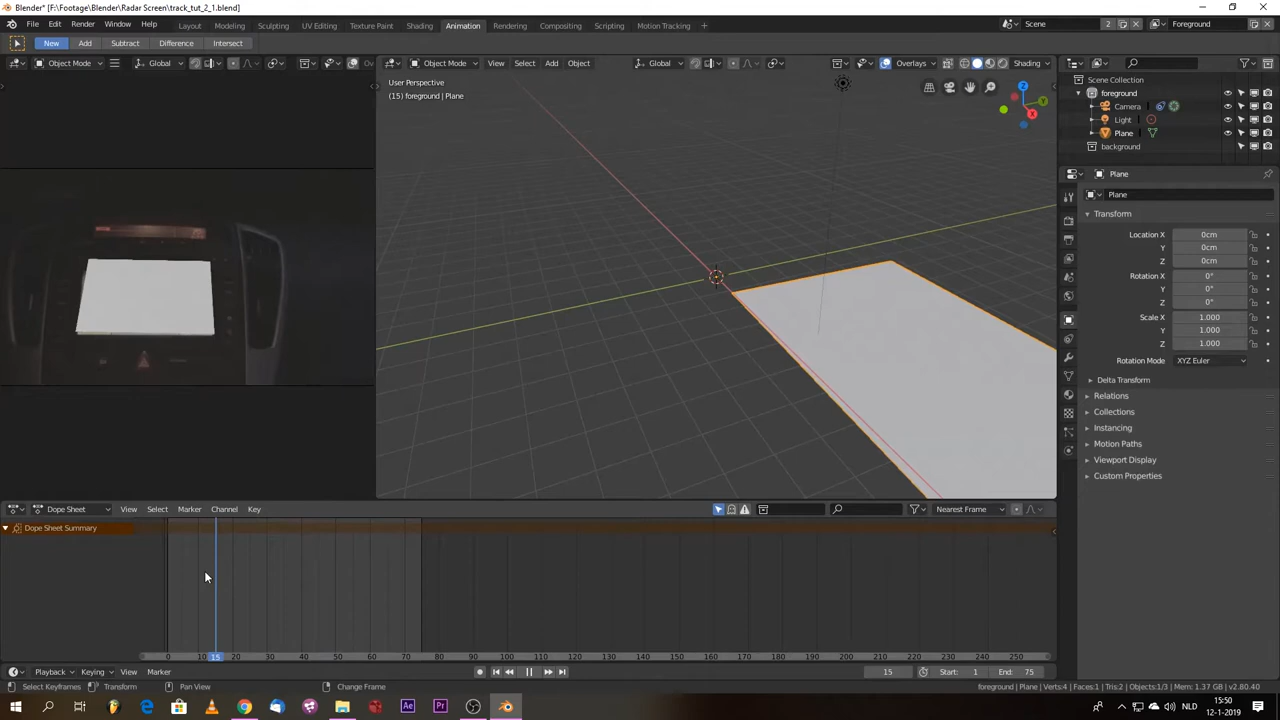 Blender* [F:\Footage\Blender\Radar Screen\track_tut_2_1.blend]
File Edit Render Window Help Layout Modeling Sculpting UV Editing Texture Paint Shading Animation Rendering Compositing Scripting Motion Tracking Scene 2 Foreground
New Add Subtract Difference Intersect
Object Mode Global Object Mode View Select Add Object Global Overlays Shading
User Perspective
(15) foreground | Plane
Scene Collection
foreground
Camera
Light
Plane
background
Plane
Plane
Transform
Location X 0cm
Y 0cm
Z 0cm
Rotation X 0°
Y 0°
Z 0°
Scale X 1.000
Y 1.000
Z 1.000
Rotation Mode XYZ Euler
Delta Transform
Relations
Collections
Instancing
Motion Paths
Viewport Display
Custom Properties
X Y Z
Dope Sheet View Select Marker Channel Key Nearest Frame
Dope Sheet Summary
0 10 15 20 30 40 50 60 70 80 90 100 110 120 130 140 150 160 170 180 190 200 210 220 230 240 250
Playback Keying View Marker 15 Start: 1 End: 75
Select Keyframes Transform Pan View Change Frame foreground | Plane | Verts:4 | Faces:1 | Tris:2 | Objects:1/3 | Mem: 1.37 GB | v2.80.40
Ae Pr NLD 15:50
12-1-2019